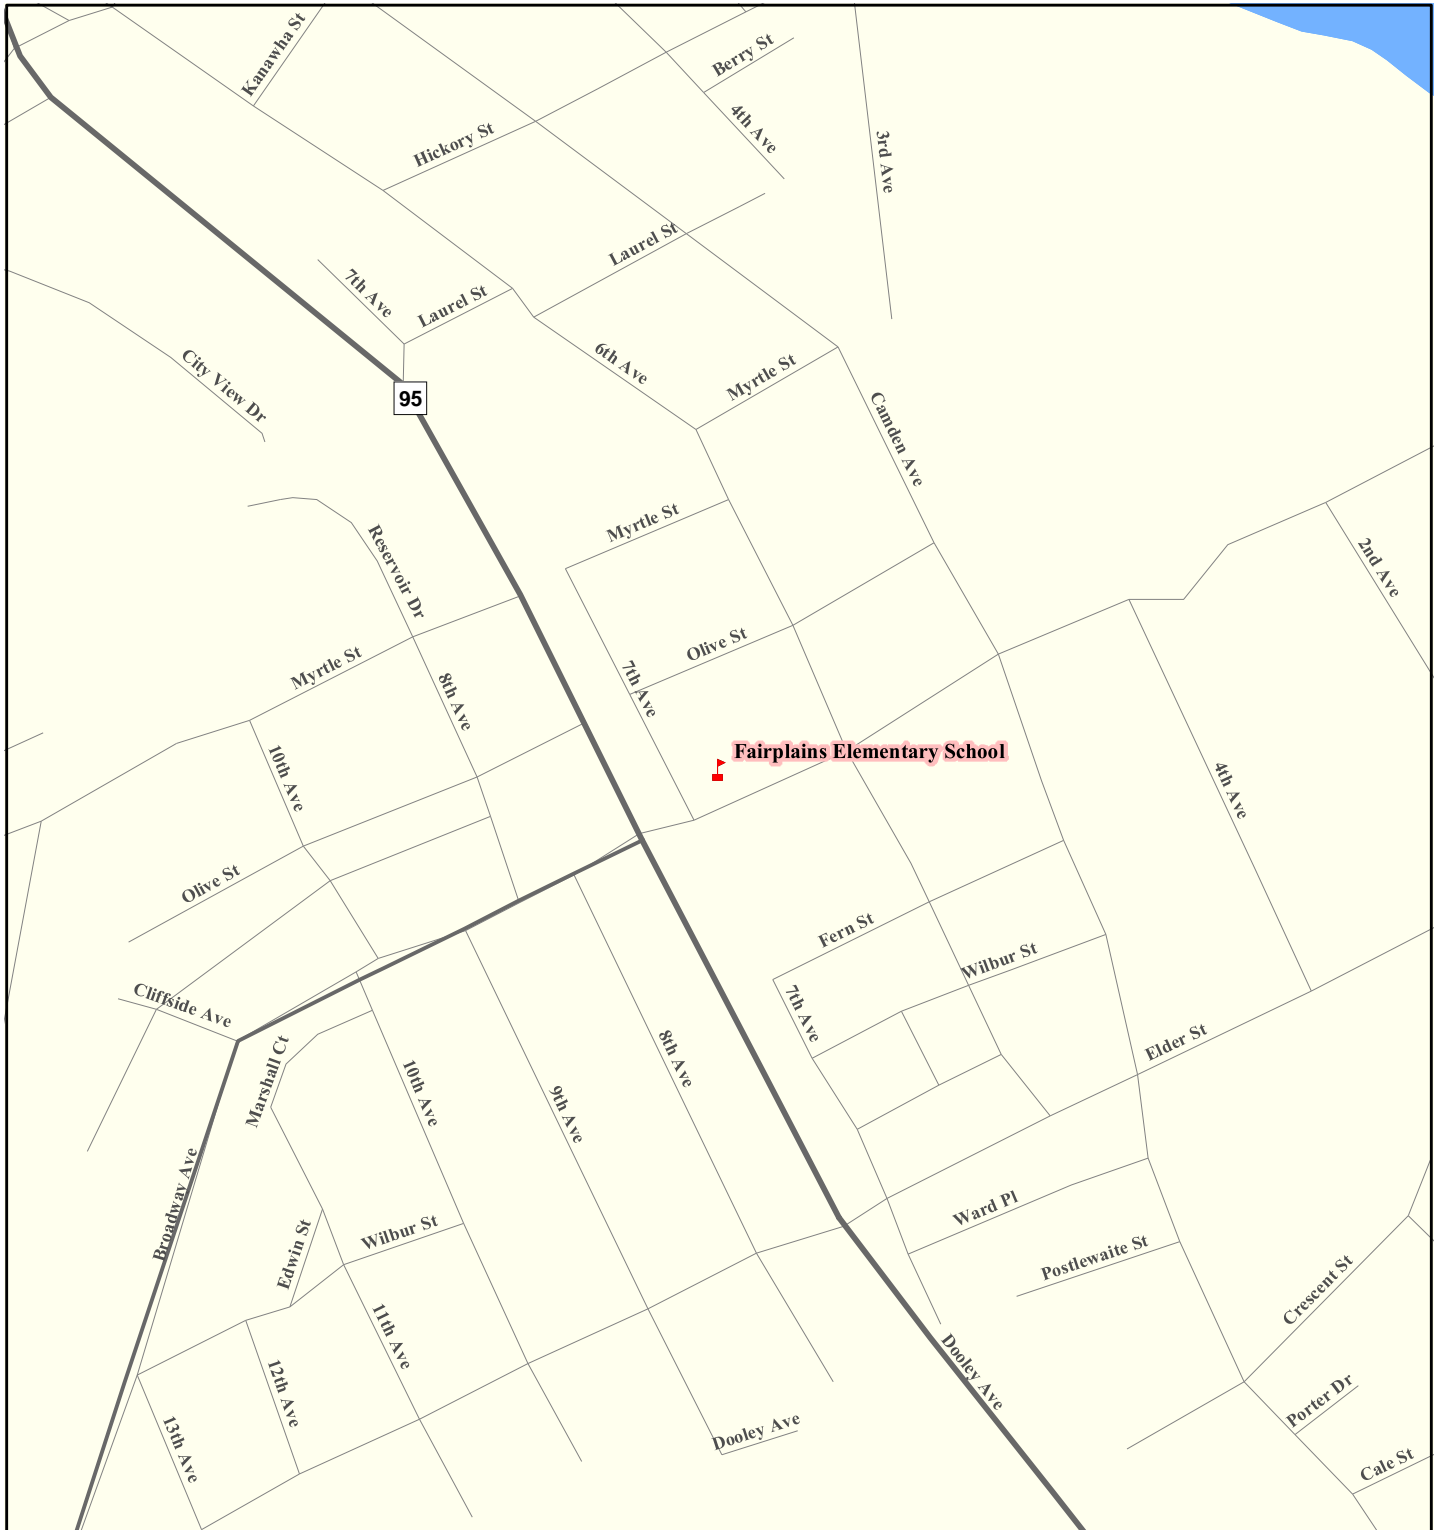 Kanawha St
Berry St
4th Ave
Hickory St
3rd Ave
Laurel St
7th Ave
Laurel St
City View Dr
6th Ave
Myrtle St
95
Camden Ave
Myrtle St
Reservoir Dr
2nd Ave
Olive St
Myrtle St
7th Ave
8th Ave
10th Ave
Fairplains Elementary School
4th Ave
Olive St
Fern St
Wilbur St
Cliffside Ave
7th Ave
Marshall Ct
10th Ave
8th Ave
Elder St
9th Ave
Broadway Ave
Ward Pl
Edwin St
Wilbur St
Postlewaite St
Crescent St
11th Ave
12th Ave
Dooley Ave
Porter Dr
13th Ave
Dooley Ave
Cale St